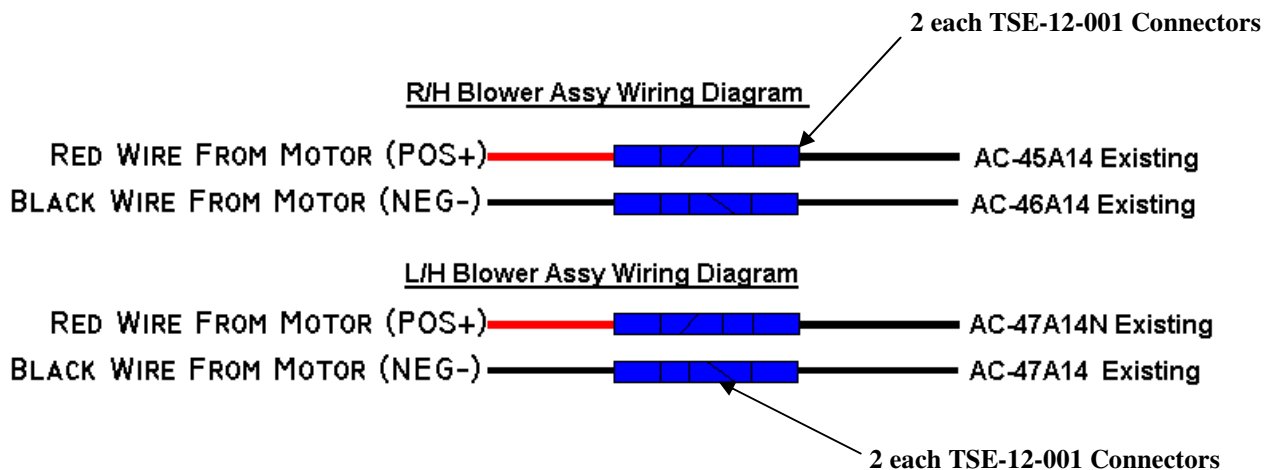 2 each TSE-12-001 Connectors
R/H Blower Assy Wiring Diagram
RED WIRE FROM MOTOR (POS+) AC-45A14 Existing
BLACK WIRE FROM MOTOR (NEG-) AC-46A14 Existing
L/H Blower Assy Wiring Diagram
RED WIRE FROM MOTOR (POS+) AC-47A14N Existing
BLACK WIRE FROM MOTOR (NEG-) AC-47A14 Existing
2 each TSE-12-001 Connectors